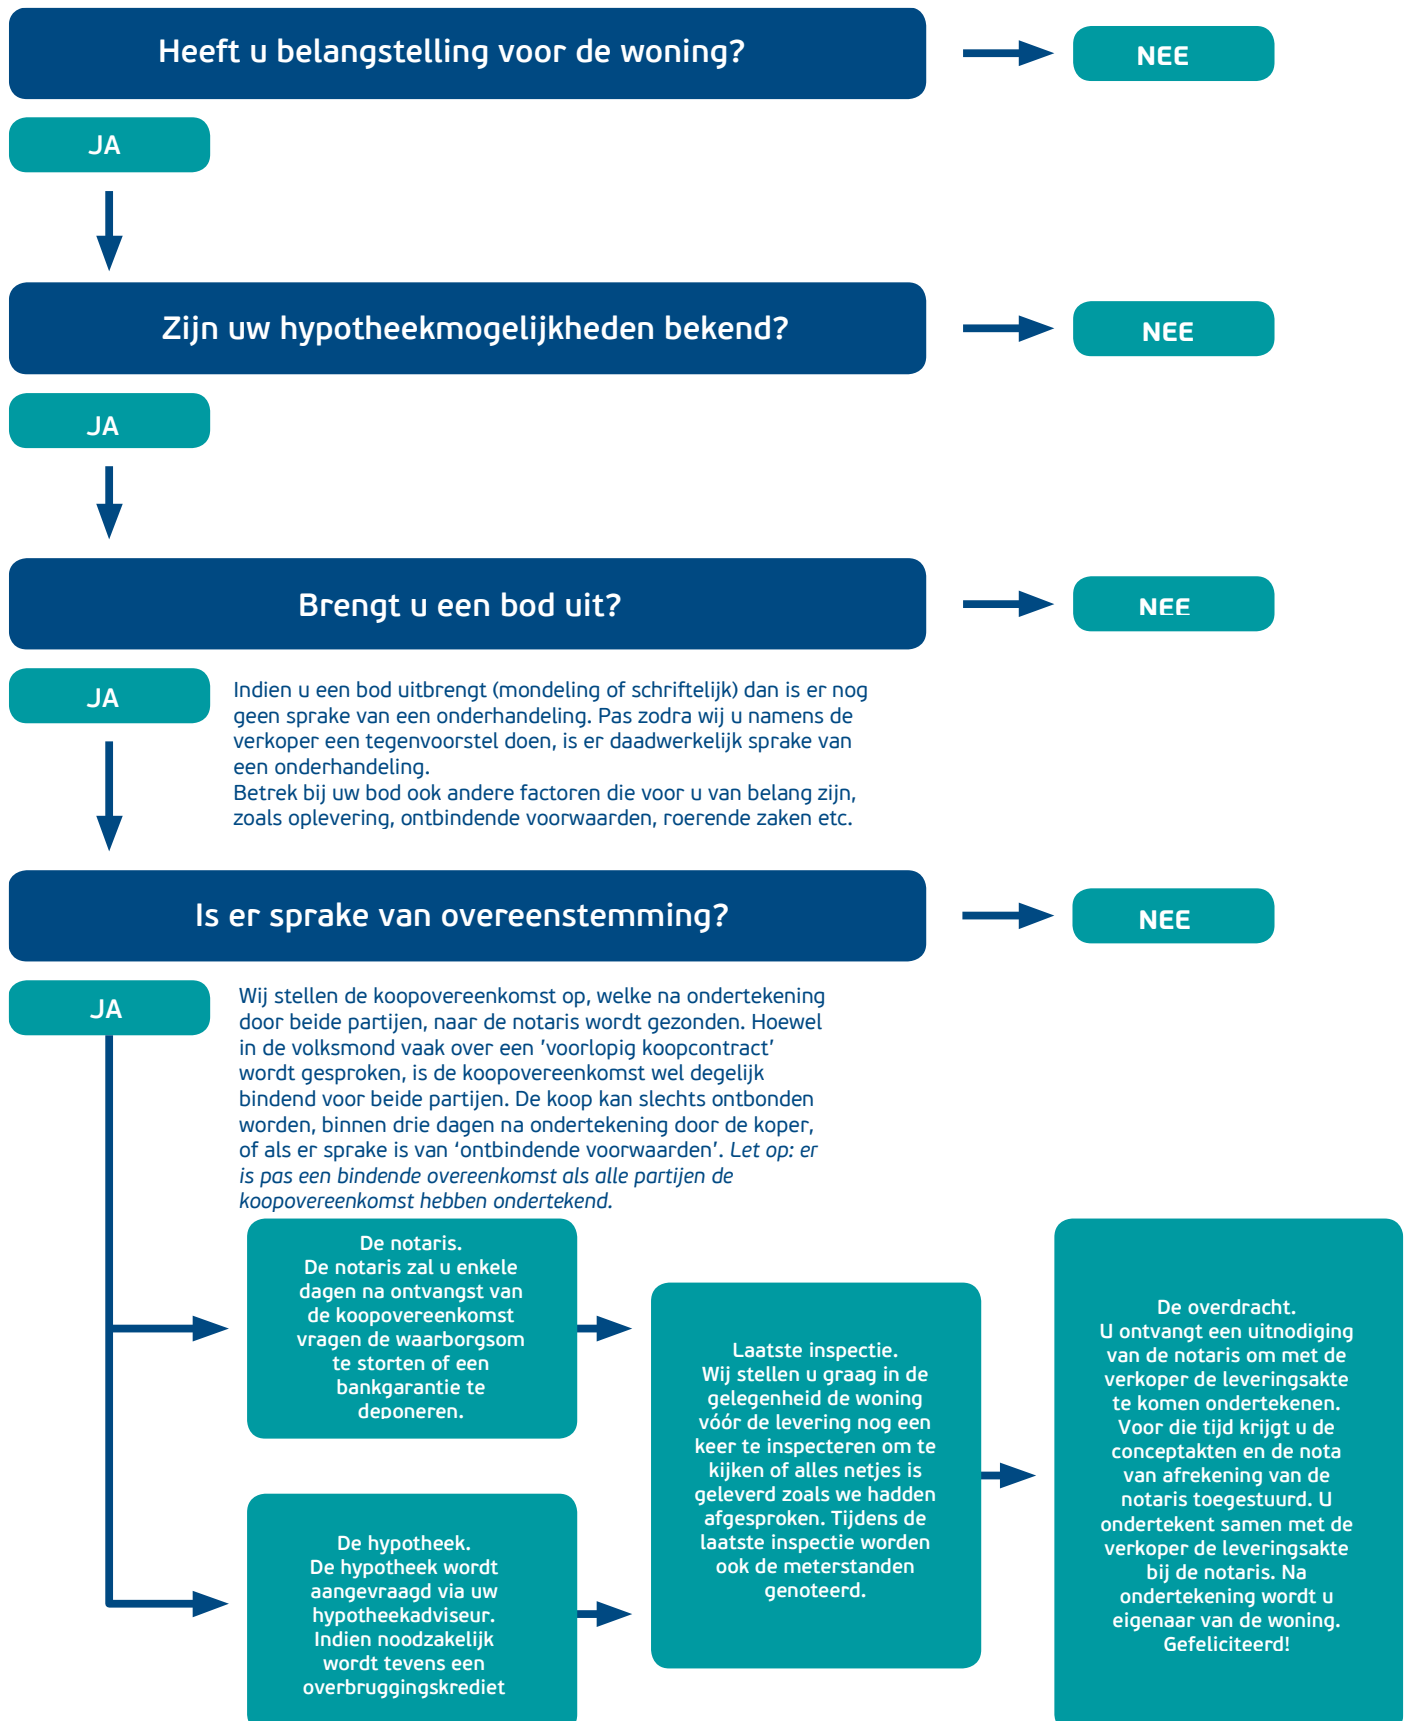 Heeft u belangstelling voor de woning?
NEE
JA
Zijn uw hypotheekmogelijkheden bekend?
NEE
JA
Brengt u een bod uit?
NEE
JA
Indien u een bod uitbrengt (mondeling of schriftelijk) dan is er nog
geen sprake van een onderhandeling. Pas zodra wij u namens de
verkoper een tegenvoorstel doen, is er daadwerkelijk sprake van
een onderhandeling.
Betrek bij uw bod ook andere factoren die voor u van belang zijn,
zoals oplevering, ontbindende voorwaarden, roerende zaken etc.
Is er sprake van overeenstemming?
NEE
JA
Wij stellen de koopovereenkomst op, welke na ondertekening
door beide partijen, naar de notaris wordt gezonden. Hoewel
in de volksmond vaak over een ’voorlopig koopcontract’
wordt gesproken, is de koopovereenkomst wel degelijk
bindend voor beide partijen. De koop kan slechts ontbonden
worden, binnen drie dagen na ondertekening door de koper,
of als er sprake is van ‘ontbindende voorwaarden’. Let op: er
is pas een bindende overeenkomst als alle partijen de
koopovereenkomst hebben ondertekend.
De notaris.
De notaris zal u enkele
dagen na ontvangst van
de koopovereenkomst
vragen de waarborgsom
te storten of een
bankgarantie te
deponeren.
De hypotheek.
De hypotheek wordt
aangevraagd via uw
hypotheekadviseur.
Indien noodzakelijk
wordt tevens een
overbruggingskrediet
Laatste inspectie.
Wij stellen u graag in de
gelegenheid de woning
vóór de levering nog een
keer te inspecteren om te
kijken of alles netjes is
geleverd zoals we hadden
afgesproken. Tijdens de
laatste inspectie worden
ook de meterstanden
genoteerd.
De overdracht.
U ontvangt een uitnodiging
van de notaris om met de
verkoper de leveringsakte
te komen ondertekenen.
Voor die tijd krijgt u de
conceptakten en de nota
van afrekening van de
notaris toegestuurd. U
ondertekent samen met de
verkoper de leveringsakte
bij de notaris. Na
ondertekening wordt u
eigenaar van de woning.
Gefeliciteerd!